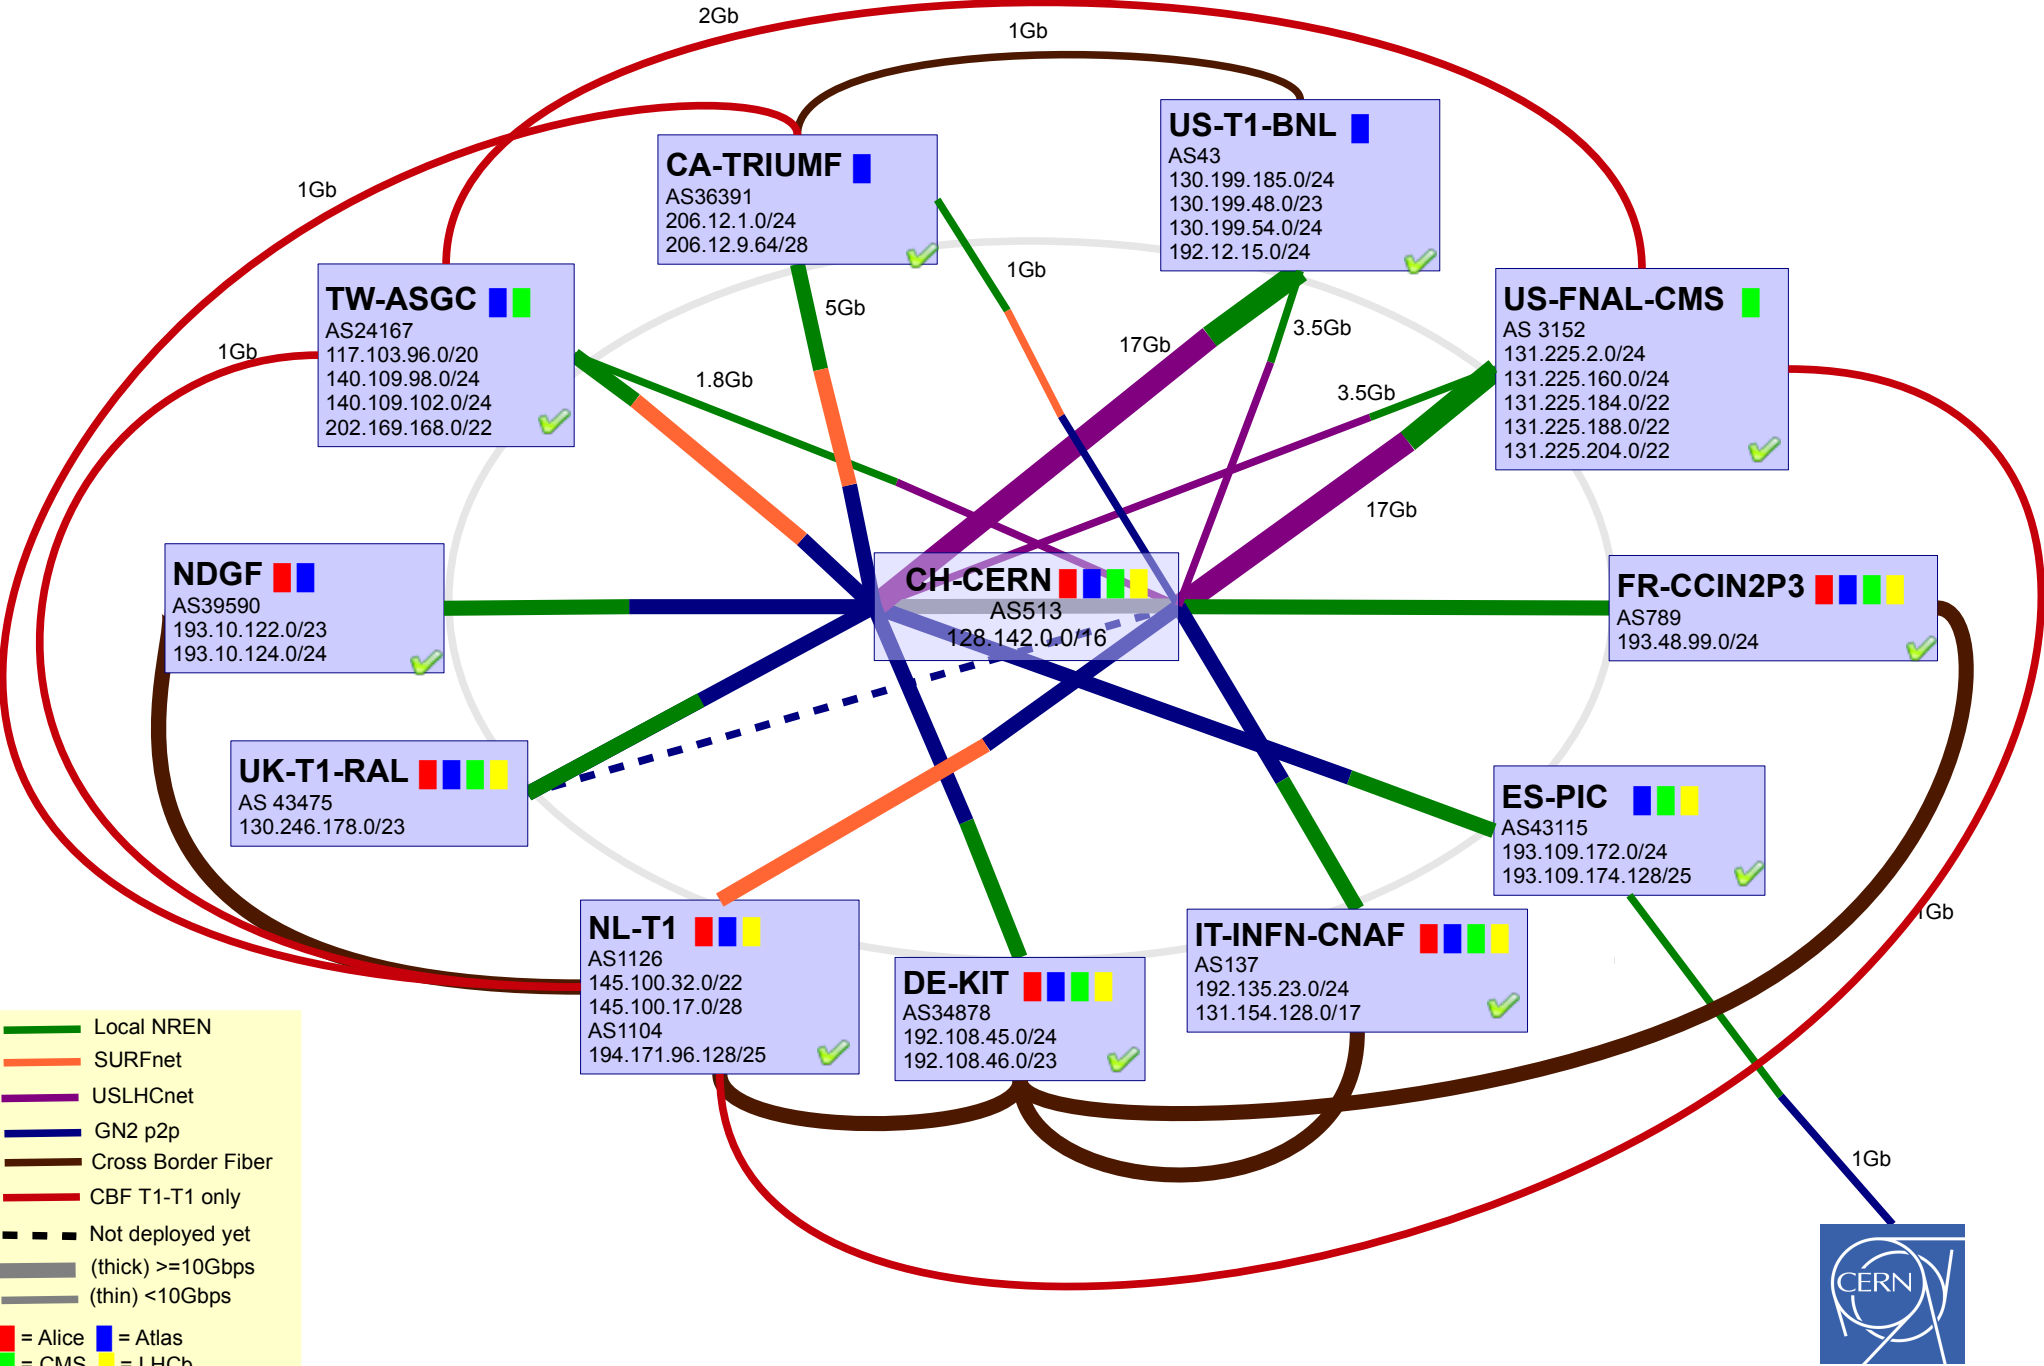 2Gb
1Gb
1Gb
1Gb
CA-TRIUMF
AS36391
206.12.1.0/24
206.12.9.64/28
US-T1-BNL
AS43
130.199.185.0/24
130.199.48.0/23
130.199.54.0/24
192.12.15.0/24
TW-ASGC
AS24167
117.103.96.0/20
140.109.98.0/24
140.109.102.0/24
202.169.168.0/22
US-FNAL-CMS
AS 3152
131.225.2.0/24
131.225.160.0/24
131.225.184.0/22
131.225.188.0/22
131.225.204.0/22
1Gb
5Gb
17Gb
3.5Gb
1.8Gb
3.5Gb
17Gb
NDGF
AS39590
193.10.122.0/23
193.10.124.0/24
CH-CERN
AS513
128.142.0.0/16
FR-CCIN2P3
AS789
193.48.99.0/24
UK-T1-RAL
AS 43475
130.246.178.0/23
ES-PIC
AS43115
193.109.172.0/24
193.109.174.128/25
NL-T1
AS1126
145.100.32.0/22
145.100.17.0/28
AS1104
194.171.96.128/25
DE-KIT
AS34878
192.108.45.0/24
192.108.46.0/23
IT-INFN-CNAF
AS137
192.135.23.0/24
131.154.128.0/17
1Gb
1Gb
CERN
Local NREN
SURFnet
USLHCnet
GN2 p2p
Cross Border Fiber
CBF T1-T1 only
Not deployed yet
(thick) >=10Gbps
(thin) <10Gbps
= Alice = Atlas
= CMS = LHCb